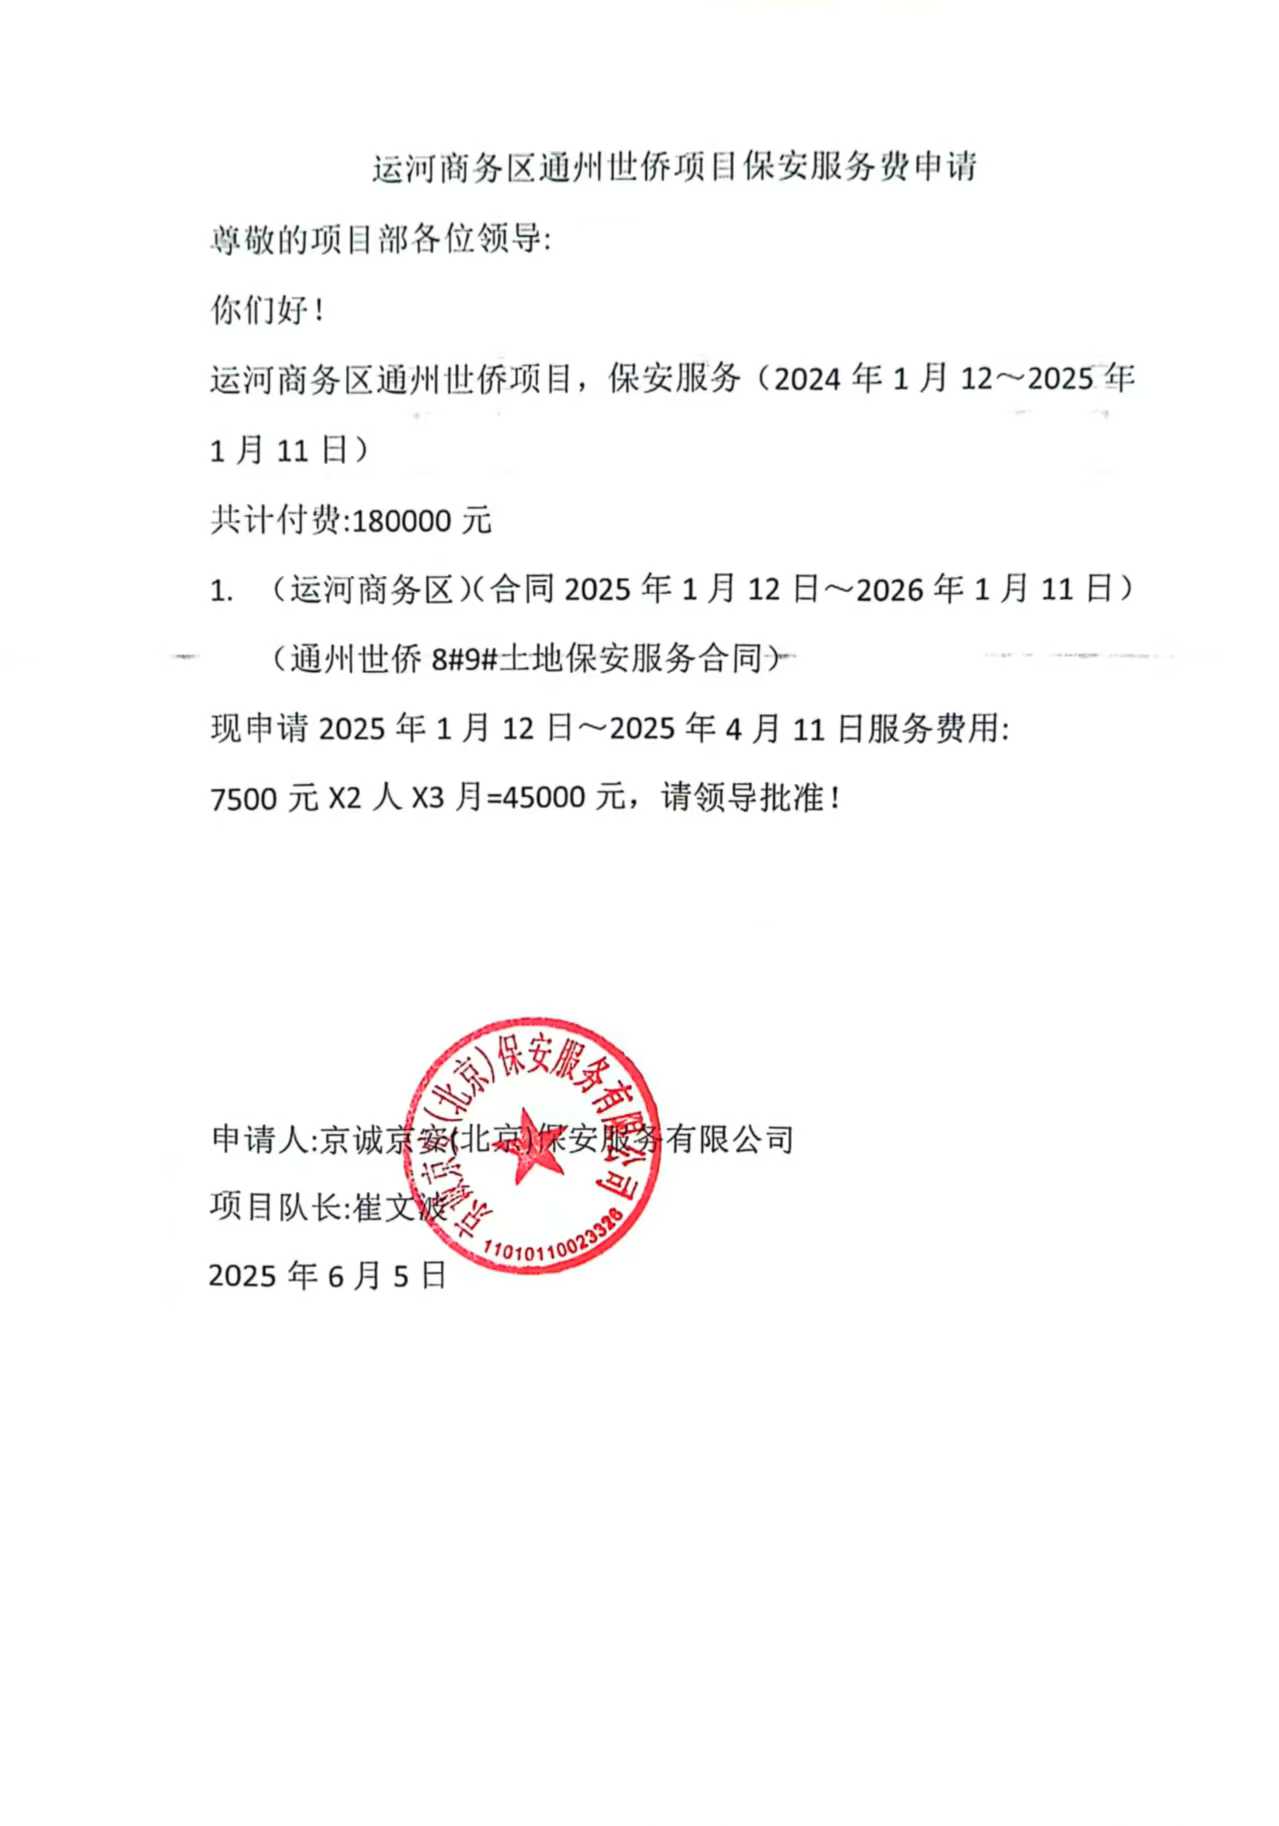 运河商务区通州世侨项目保安服务费申请
尊敬的项目部各位领导:
你们好！
运河商务区通州世侨项目，保安服务（2024 年 1 月 12～2025 年
1 月 11 日）
共计付费:180000 元
1. （运河商务区）（合同 2025 年 1 月 12 日～2026 年 1 月 11 日）
（通州世侨 8#9#土地保安服务合同）
现申请 2025 年 1 月 12 日～2025 年 4 月 11 日服务费用:
7500 元 X2 人 X3 月=45000 元，请领导批准！
申请人:京诚京安(北京)保安服务有限公司
项目队长:崔文波
2025 年 6 月 5 日
京诚京安(北京)保安服务有限公司
11010110023326